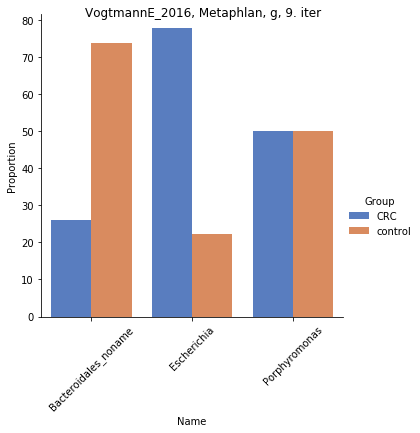 VogtmannE_2016, Metaphlan, g, 9. iter
80
70
60
50
40
30
20
10
0
Proportion
Bacteroidales_noname
Escherichia
Porphyromonas
Name
Group
CRC
control